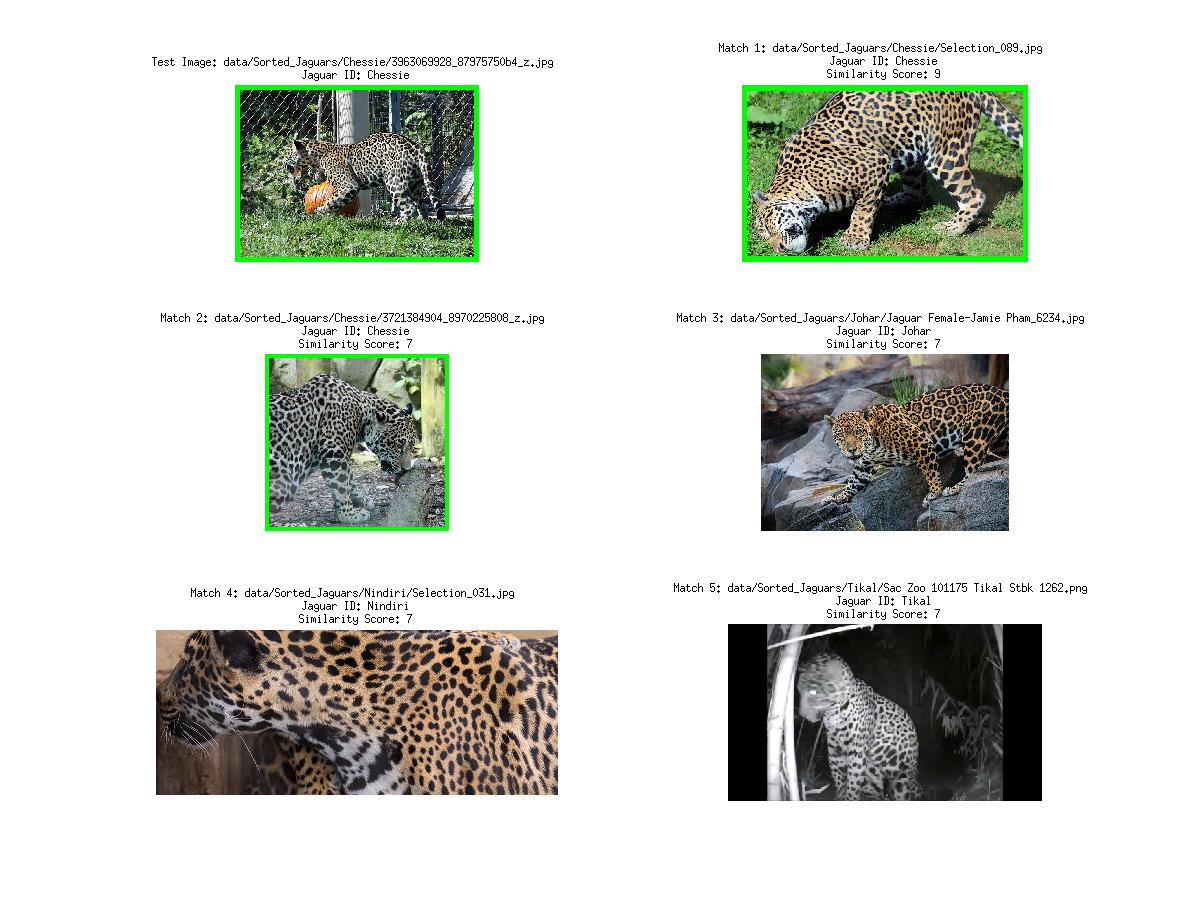 Test Image: data/Sorted_Jaguars/Chessie/3963069928_87975750b4_z.jpg
Jaguar ID: Chessie
Match 1: data/Sorted_Jaguars/Chessie/Selection_089.jpg
Jaguar ID: Chessie
Similarity Score: 9
Match 2: data/Sorted_Jaguars/Chessie/3721384904_8970225808_z.jpg
Jaguar ID: Chessie
Similarity Score: 7
Match 3: data/Sorted_Jaguars/Johar/Jaguar Female-Jamie Pham_6234.jpg
Jaguar ID: Johar
Similarity Score: 7
Match 4: data/Sorted_Jaguars/Nindiri/Selection_031.jpg
Jaguar ID: Nindiri
Similarity Score: 7
Match 5: data/Sorted_Jaguars/Tikal/Sac Zoo 101175 Tikal Stbk 1262.png
Jaguar ID: Tikal
Similarity Score: 7